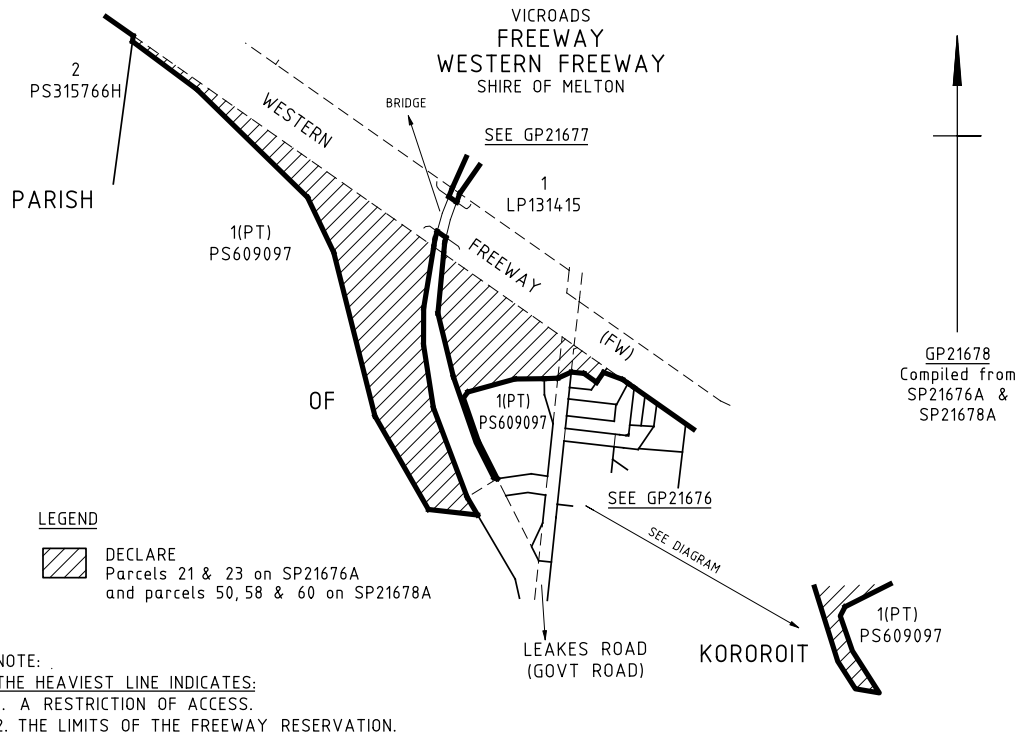 VICROADS
FREEWAY
WESTERN FREEWAY
SHIRE OF MELTON
2
PS315766H
WESTERN
BRIDGE
SEE GP21677
1
LP131415
PARISH
1(PT)
PS609097
FREEWAY
(FW)
GP21678
Compiled from
SP21676A &
SP21678A
OF
1(PT)
PS609097
SEE GP21676
LEGEND
DECLARE
Parcels 21 & 23 on SP21676A
and parcels 50, 58 & 60 on SP21678A
SEE DIAGRAM
1(PT)
PS609097
LEAKES ROAD
(GOVT ROAD)
KOROROIT
NOTE:
THE HEAVIEST LINE INDICATES:
. A RESTRICTION OF ACCESS.
2. THE LIMITS OF THE FREEWAY RESERVATION.